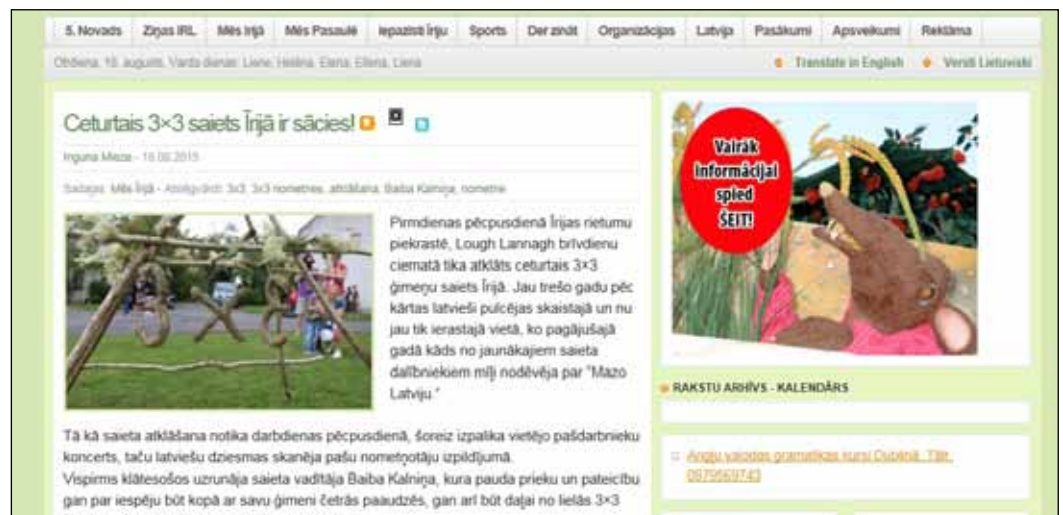 5. Novads Ziņas IRL Mēs Īrijā Mēs Pasaulē Iepazīsti Īriju Sports Der zināt Organizācijas Latvija Pasākumi Apsveikumi Reklāma
Otrdiena, 18. augusts, Vārda dienas: Liene, Helēna, Elena, Ellena, Liena
Translate in English Versti Lietuviski
Ceturtais 3×3 saiets Īrijā ir sācies!
Inguna Mieze - 18.08.2015
Sadaļas: Mēs Īrijā - Atslēgvārdi: 3x3, 3x3 nometnes, atklāšana, Baiba Kalniņa, nometne
3x3
Pirmdienas pēcpusdienā Īrijas rietumu
piekrastē, Lough Lannagh brīvdienu
ciematā tika atklāts ceturtais 3×3
ģimeņu saiets Īrijā. Jau trešo gadu pēc
kārtas latvieši pulcējas skaistajā un nu
jau tik ierastajā vietā, ko pagājušajā
gadā kāds no jaunākajiem saieta
dalībniekiem mīļi nodēvēja par "Mazo
Latviju."
Tā kā saieta atklāšana notika darbdienas pēcpusdienā, šoreiz izpalika vietējo pašdarbnieku
koncerts, taču latviešu dziesmas skanēja pašu nometņotāju izpildījumā.
Vispirms klātesošos uzrunāja saieta vadītāja Baiba Kalniņa, kura pauda prieku un pateicību
gan par iespēju būt kopā ar savu ģimeni četrās paaudzēs, gan arī būt daļai no lielās 3×3
Vairāk
informācijai
spied
ŠEIT!
RAKSTU ARHĪVS - KALENDĀRS
Angļu valodas gramatikas kursi Dublinā. Tālr.
0879569743